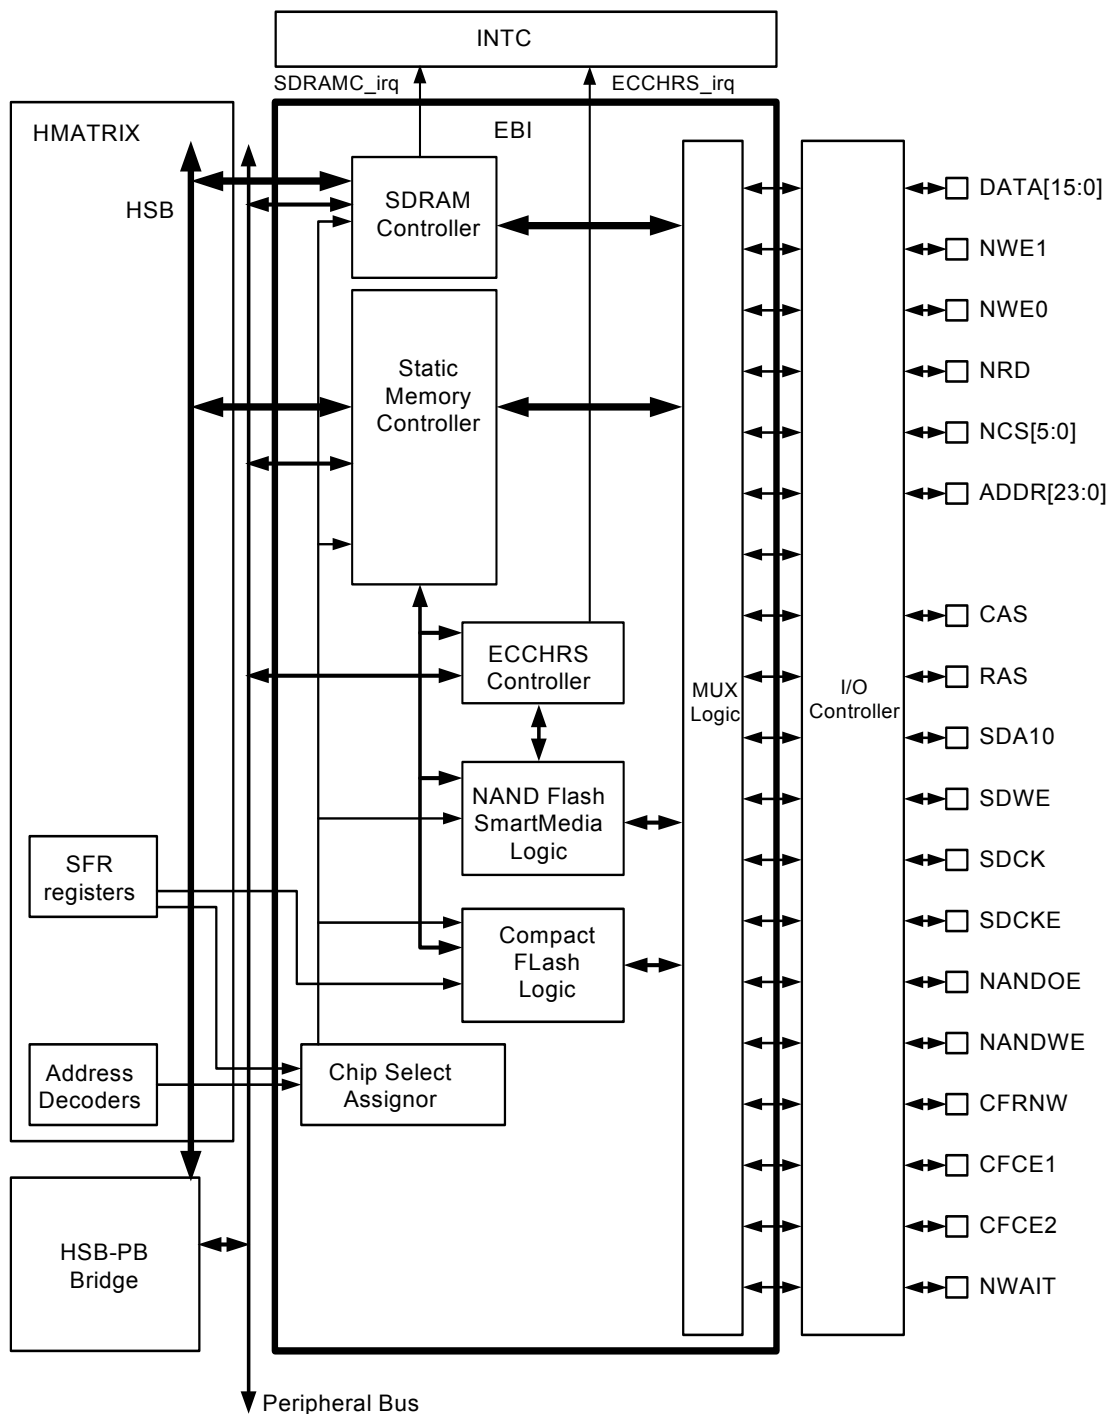 INTC
SDRAMC_irq
ECCHRS_irq
HMATRIX
EBI
HSB
SDRAM
Controller
Static
Memory
Controller
ECCHRS
Controller
NAND Flash
SmartMedia
Logic
Compact
FLash
Logic
SFR
registers
Address
Decoders
Chip Select
Assignor
HSB-PB
Bridge
Peripheral Bus
MUX
Logic
I/O
Controller
DATA[15:0]
NWE1
NWE0
NRD
NCS[5:0]
ADDR[23:0]
CAS
RAS
SDA10
SDWE
SDCK
SDCKE
NANDOE
NANDWE
CFRNW
CFCE1
CFCE2
NWAIT